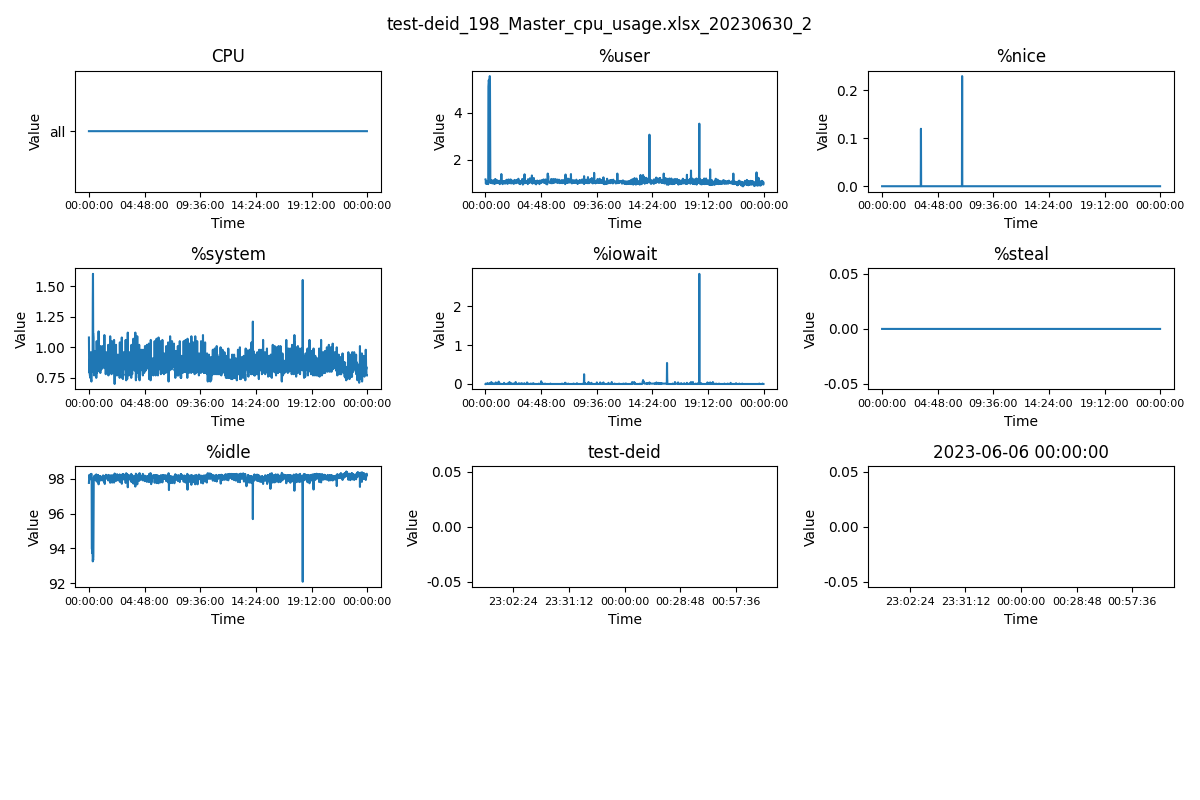 test-deid_198_Master_cpu_usage.xlsx_20230630_2
CPU
Value
all
00:00:00 04:48:00 09:36:00 14:24:00 19:12:00 00:00:00
Time
%user
Value
4
2
00:00:00 04:48:00 09:36:00 14:24:00 19:12:00 00:00:00
Time
%nice
Value
0.2
0.1
0.0
00:00:00 04:48:00 09:36:00 14:24:00 19:12:00 00:00:00
Time
%system
Value
1.50
1.25
1.00
0.75
00:00:00 04:48:00 09:36:00 14:24:00 19:12:00 00:00:00
Time
%iowait
Value
2
1
0
00:00:00 04:48:00 09:36:00 14:24:00 19:12:00 00:00:00
Time
%steal
Value
0.05
0.00
-0.05
00:00:00 04:48:00 09:36:00 14:24:00 19:12:00 00:00:00
Time
%idle
Value
98
96
94
92
00:00:00 04:48:00 09:36:00 14:24:00 19:12:00 00:00:00
Time
test-deid
Value
0.05
0.00
-0.05
23:02:24 23:31:12 00:00:00 00:28:48 00:57:36
Time
2023-06-06 00:00:00
Value
0.05
0.00
-0.05
23:02:24 23:31:12 00:00:00 00:28:48 00:57:36
Time